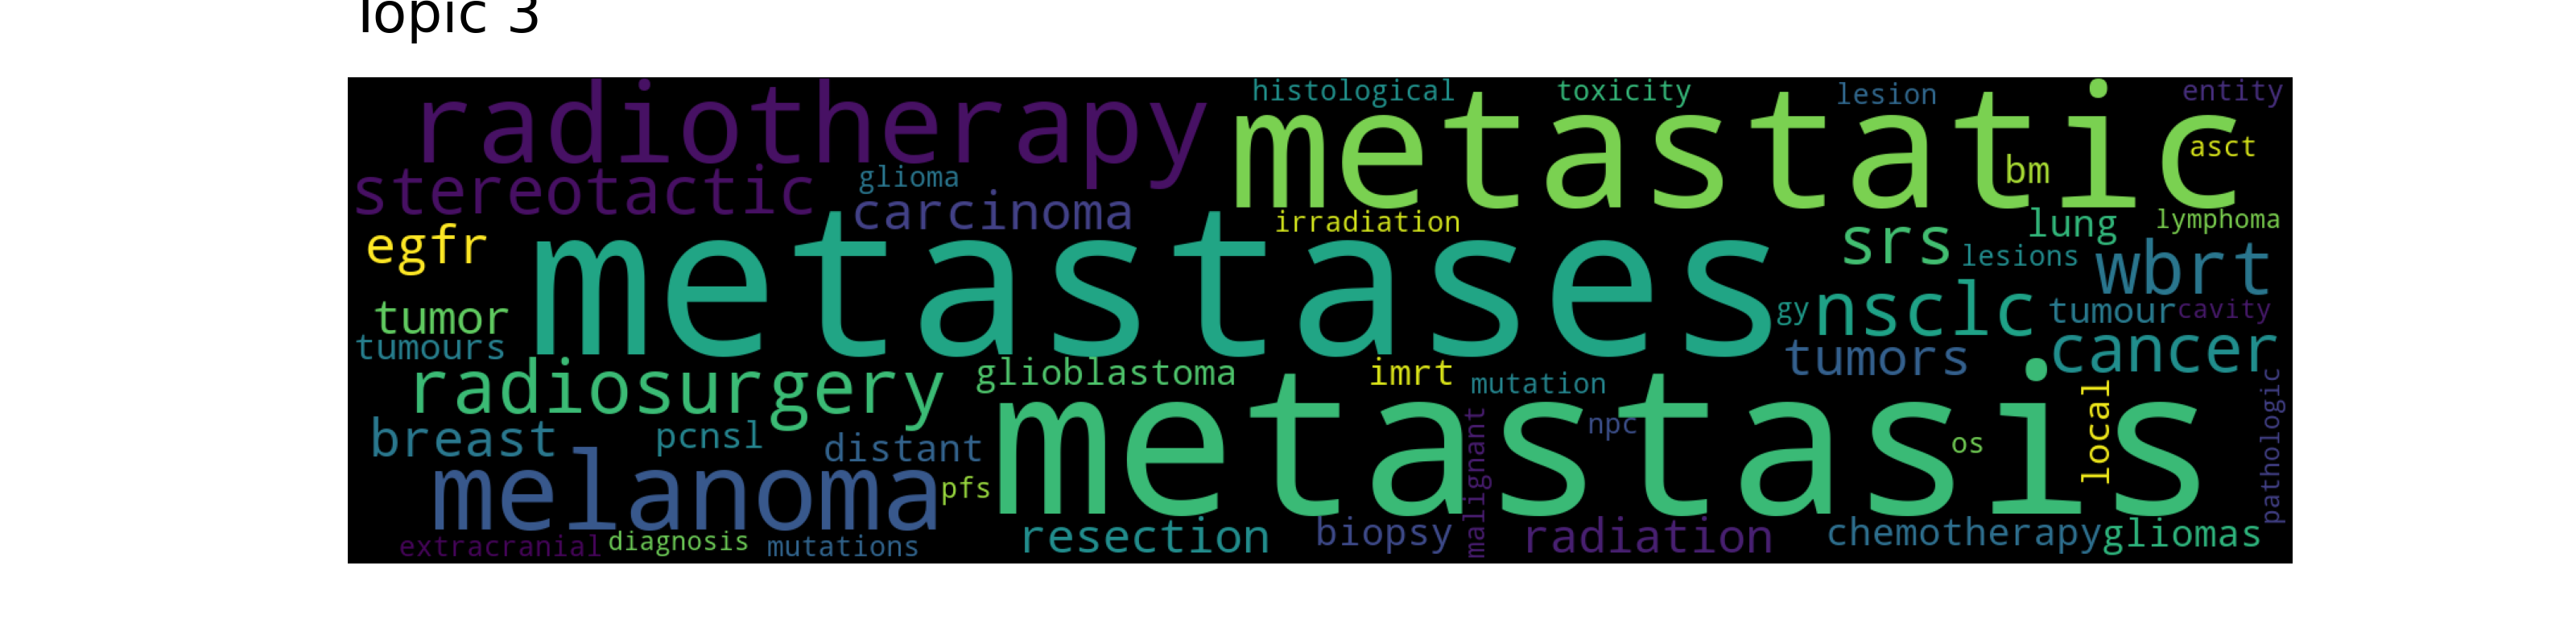 Topic 3
radiotherapy
histological
toxicity
lesion
entity
metastatic
asct
bm
stereotactic
glioma
carcinoma
irradiation
lung
lymphoma
egfr
metastases
srs
lesions
wbrt
tumor
gy
nsclc
tumour
cavity
tumours
tumors
cancer
radiosurgery
glioblastoma
imrt
mutation
metastasis
local
pathologic
breast
pcnsl
distant
malignant
npc
os
melanoma
pfs
extracranial
diagnosis
mutations
resection
biopsy
radiation
chemotherapy
gliomas